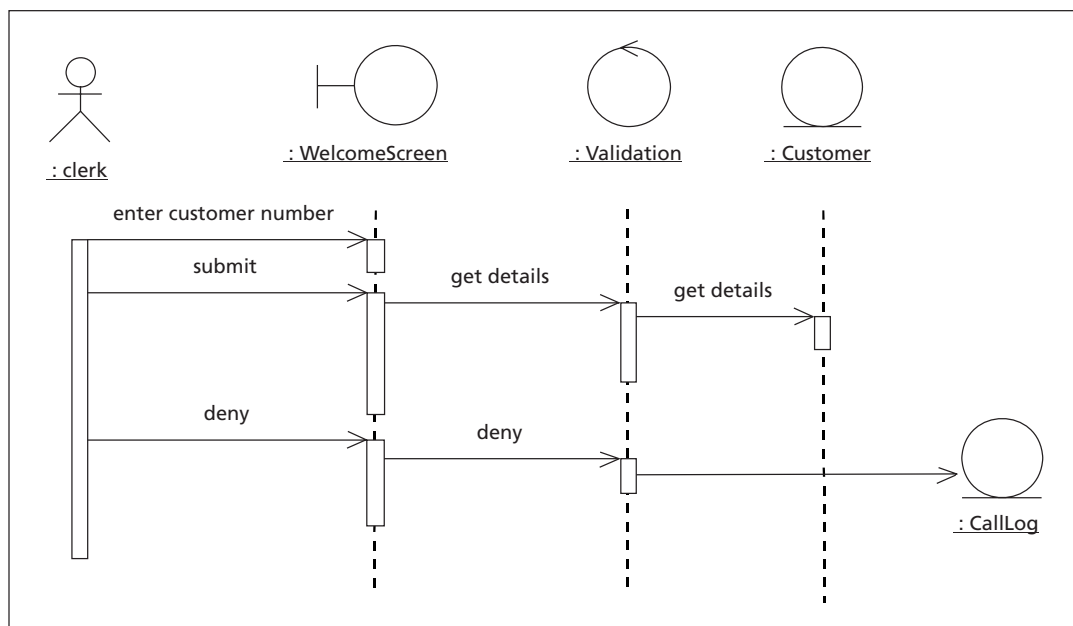 : clerk
: WelcomeScreen
: Validation
: Customer
enter customer number
submit
get details
get details
deny
deny
: CallLog